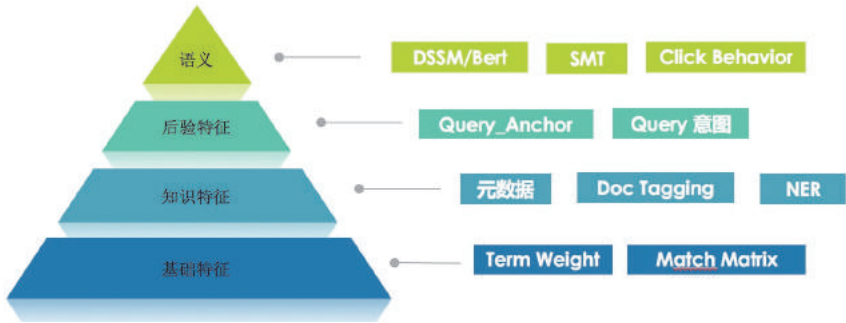 语义 DSSM/Bert SMT Click Behavior
后验特征 Query_Anchor Query 意图
知识特征 元数据 Doc Tagging NER
基础特征 Term Weight Match Matrix